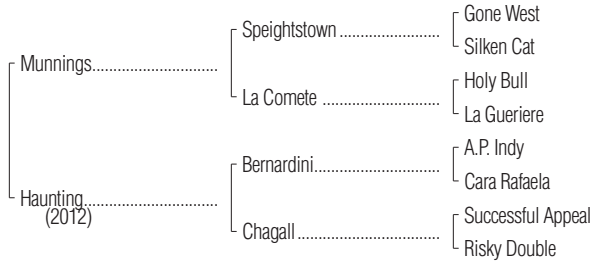 Gone West
Speightstown
Silken Cat
Munnings
Holy Bull
La Comete
La Gueriere
A.P. Indy
Bernardini
Cara Rafaela
Haunting
(2012)
Successful Appeal
Chagall
Risky Double